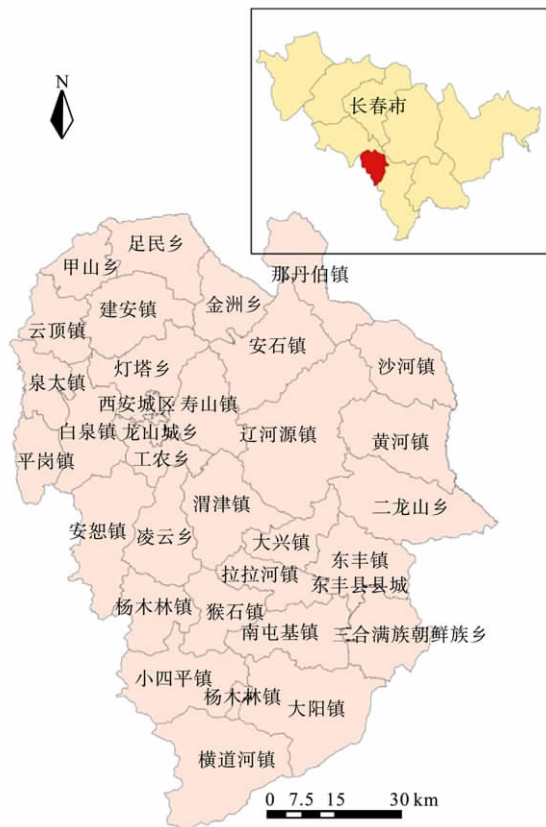 N
长春市
足民乡
甲山乡
那丹伯镇
建安镇
金洲乡
云顶镇
安石镇
灯塔乡
沙河镇
泉太镇
西安城区
寿山镇
白泉镇
龙山城乡
辽河源镇
黄河镇
平岗镇
工农乡
渭津镇
二龙山乡
安恕镇
凌云乡
大兴镇
东丰镇
拉拉河镇
东丰县县城
杨木林镇
猴石镇
南屯基镇
三合满族朝鲜族乡
小四平镇
杨木林镇
大阳镇
横道河镇
0 7.5 15 30 km